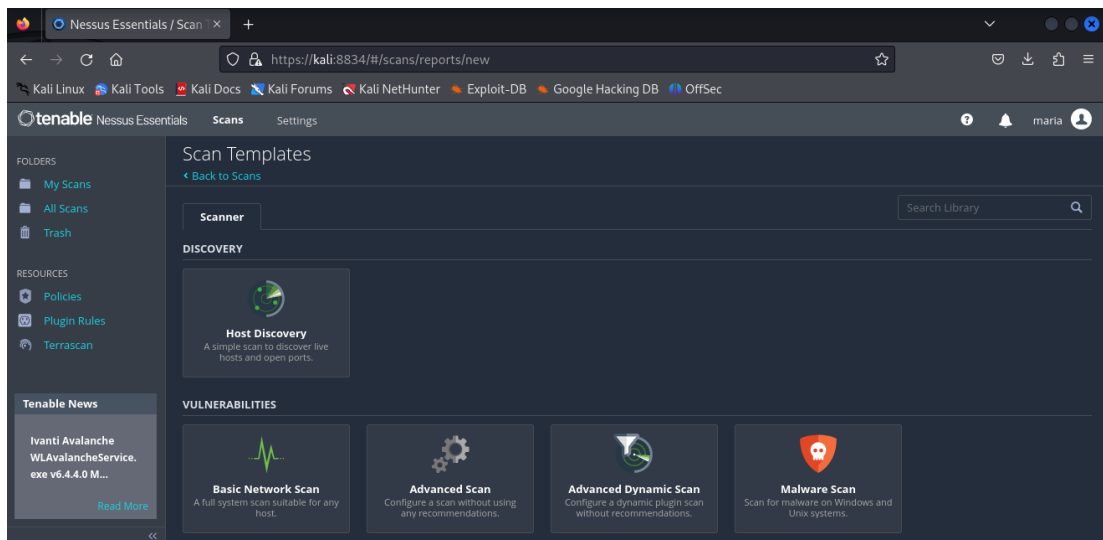 Nessus Essentials / Scan T
https://kali:8834/#/scans/reports/new
Kali Linux Kali Tools Kali Docs Kali Forums Kali NetHunter Exploit-DB Google Hacking DB OffSec
tenable Nessus Essentials Scans Settings maria
FOLDERS
My Scans
All Scans
Trash
RESOURCES
Policies
Plugin Rules
Terrascan
Tenable News
Ivanti Avalanche
WLAvalancheService.
exe v6.4.4.0 M...
Read More
Scan Templates
Back to Scans
Scanner
Search Library
DISCOVERY
Host Discovery
A simple scan to discover live
hosts and open ports.
VULNERABILITIES
Basic Network Scan
A full system scan suitable for any
host.
Advanced Scan
Configure a scan without using
any recommendations.
Advanced Dynamic Scan
Configure a dynamic plugin scan
without recommendations.
Malware Scan
Scan for malware on Windows and
Unix systems.